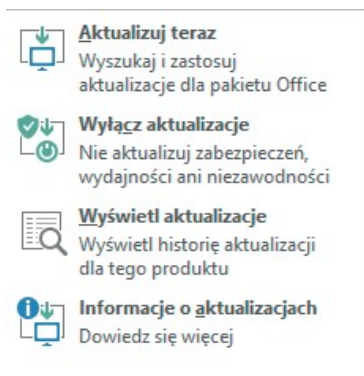 Aktualizuj teraz
Wyszukaj i zastosuj
aktualizacje dla pakietu Office
Wyłącz aktualizacje
Nie aktualizuj zabezpieczeń,
wydajności ani niezawodności
Wyświetl aktualizacje
Wyświetl historię aktualizacji
dla tego produktu
Informacje o aktualizacjach
Dowiedz się więcej